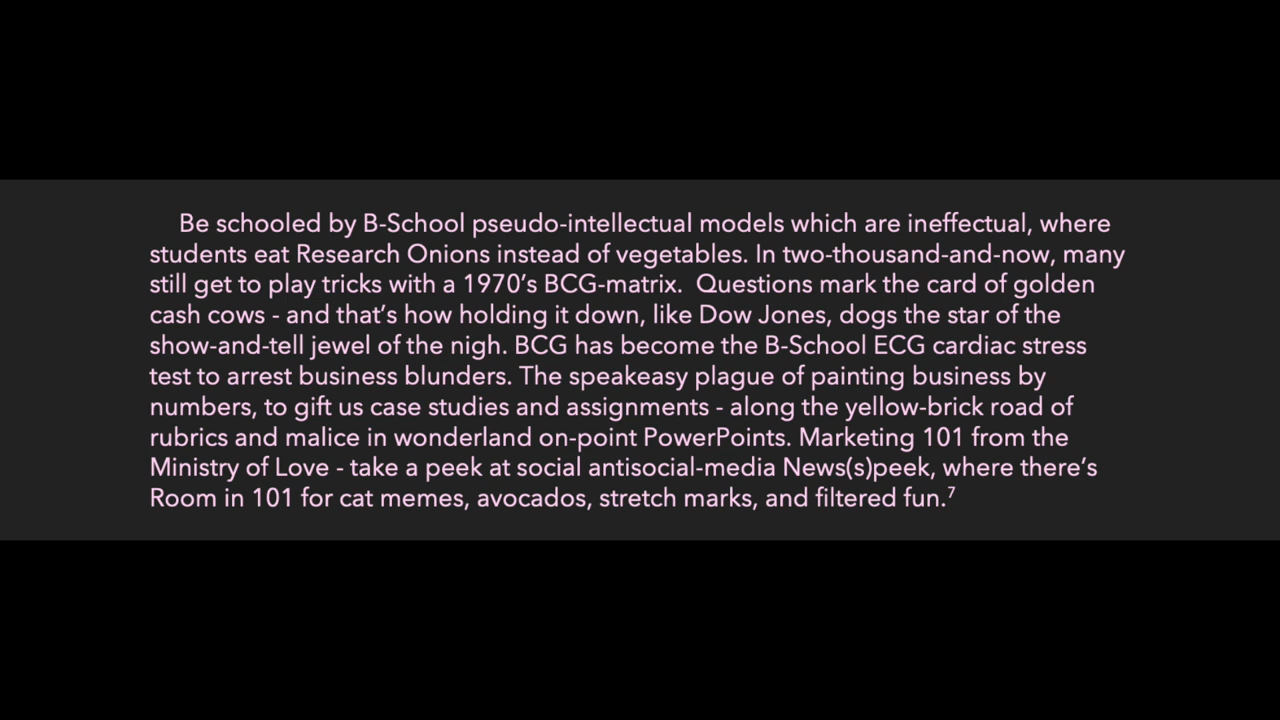 Be schooled by B-School pseudo-intellectual models which are ineffectual, where
students eat Research Onions instead of vegetables. In two-thousand-and-now, many
still get to play tricks with a 1970’s BCG-matrix.  Questions mark the card of golden
cash cows - and that’s how holding it down, like Dow Jones, dogs the star of the
show-and-tell jewel of the nigh. BCG has become the B-School ECG cardiac stress
test to arrest business blunders. The speakeasy plague of painting business by
numbers, to gift us case studies and assignments - along the yellow-brick road of
rubrics and malice in wonderland on-point PowerPoints. Marketing 101 from the
Ministry of Love - take a peek at social antisocial-media News(s)peek, where there’s
Room in 101 for cat memes, avocados, stretch marks, and filtered fun.⁷